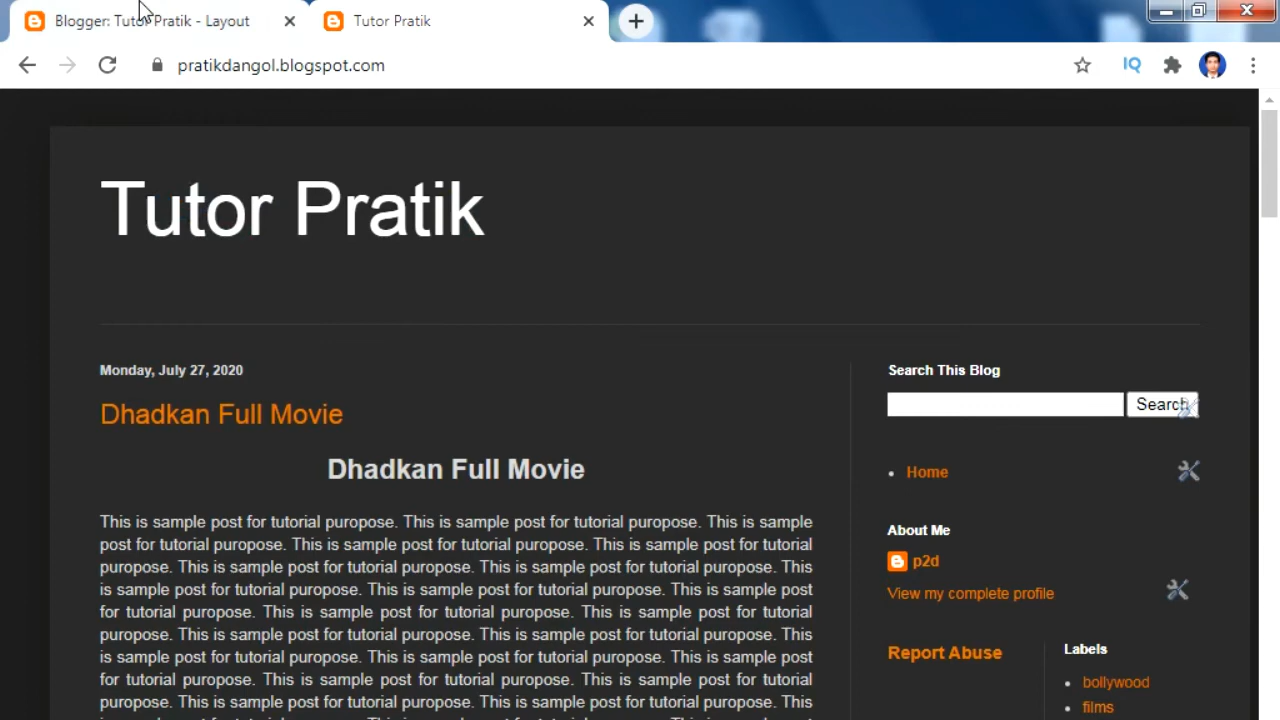 Blogger: Tutor Pratik - Layout
Tutor Pratik
pratikdangol.blogspot.com
IQ
Tutor Pratik
Monday, July 27, 2020
Dhadkan Full Movie
Dhadkan Full Movie
This is sample post for tutorial puropose. This is sample post for tutorial puropose. This is sample
post for tutorial puropose. This is sample post for tutorial puropose. This is sample post for tutorial
puropose. This is sample post for tutorial puropose. This is sample post for tutorial puropose. This
is sample post for tutorial puropose. This is sample post for tutorial puropose. This is sample post
for tutorial puropose. This is sample post for tutorial puropose. This is sample post for tutorial
puropose. This is sample post for tutorial puropose. This is sample post for tutorial puropose. This
is sample post for tutorial puropose. This is sample post for tutorial puropose. This is sample post
for tutorial puropose. This is sample post for tutorial puropose. This is sample post for tutorial
puropose. This is sample post for tutorial puropose. This is sample post for tutorial puropose. This
Search This Blog
Search
Home
About Me
p2d
View my complete profile
Report Abuse
Labels
bollywood
films